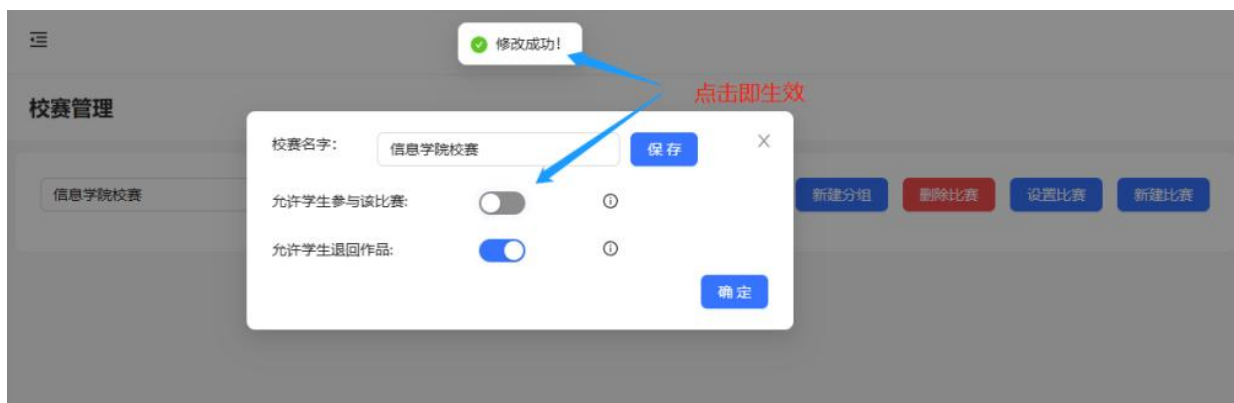 修改成功!
点击即生效
校赛管理
校赛名字: 信息学院校赛 保存
信息学院校赛 新建分组 删除比赛 设置比赛 新建比赛
允许学生参与该比赛:
允许学生退回作品:
确定